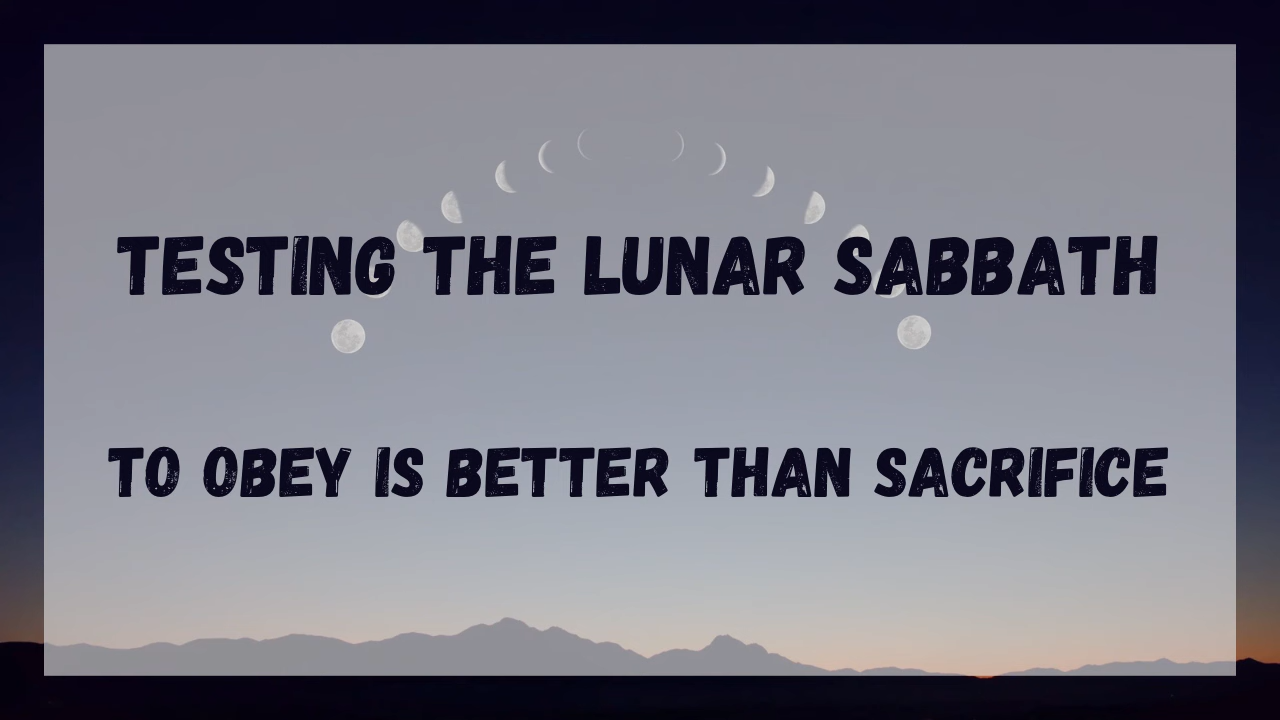 TESTING THE LUNAR SABBATH
TO OBEY IS BETTER THAN SACRIFICE